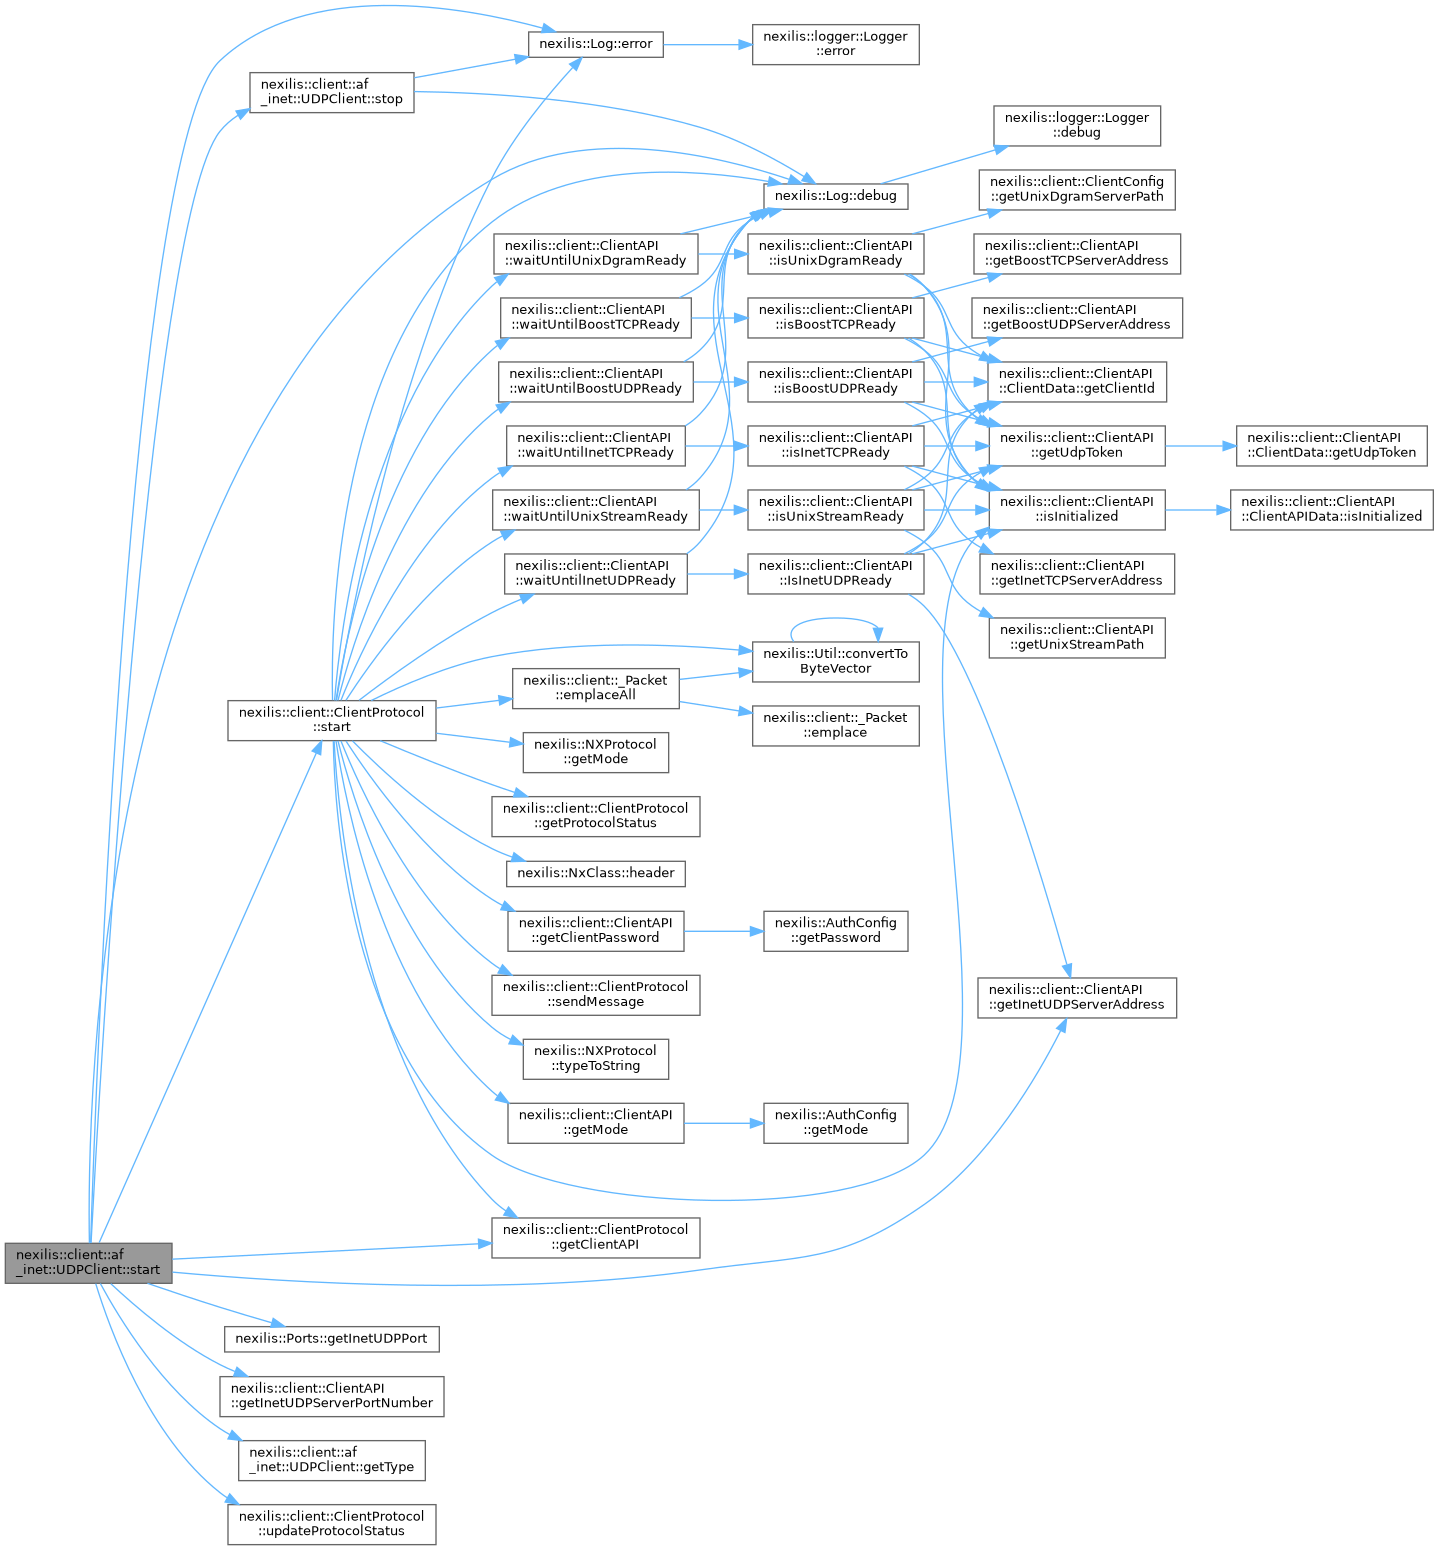 nexilis::client::af
_inet::UDPClient::start
nexilis::Log::error
nexilis::logger::Logger
::error
nexilis::client::af
_inet::UDPClient::stop
nexilis::logger::Logger
::debug
nexilis::Log::debug
nexilis::client::ClientConfig
::getUnixDgramServerPath
nexilis::client::ClientAPI
::waitUntilUnixDgramReady
nexilis::client::ClientAPI
::isUnixDgramReady
nexilis::client::ClientAPI
::getBoostTCPServerAddress
nexilis::client::ClientAPI
::waitUntilBoostTCPReady
nexilis::client::ClientAPI
::isBoostTCPReady
nexilis::client::ClientAPI
::getBoostUDPServerAddress
nexilis::client::ClientAPI
::waitUntilBoostUDPReady
nexilis::client::ClientAPI
::isBoostUDPReady
nexilis::client::ClientAPI
::ClientData::getClientId
nexilis::client::ClientAPI
::waitUntilInetTCPReady
nexilis::client::ClientAPI
::isInetTCPReady
nexilis::client::ClientAPI
::getUdpToken
nexilis::client::ClientAPI
::ClientData::getUdpToken
nexilis::client::ClientAPI
::waitUntilUnixStreamReady
nexilis::client::ClientAPI
::isUnixStreamReady
nexilis::client::ClientAPI
::isInitialized
nexilis::client::ClientAPI
::ClientAPIData::isInitialized
nexilis::client::ClientAPI
::waitUntilInetUDPReady
nexilis::client::ClientAPI
::IsInetUDPReady
nexilis::client::ClientAPI
::getInetTCPServerAddress
nexilis::client::ClientAPI
::getUnixStreamPath
nexilis::Util::convertTo
ByteVector
nexilis::client::_Packet
::emplaceAll
nexilis::client::_Packet
::emplace
nexilis::client::ClientProtocol
::start
nexilis::NXProtocol
::getMode
nexilis::client::ClientProtocol
::getProtocolStatus
nexilis::NxClass::header
nexilis::client::ClientAPI
::getClientPassword
nexilis::AuthConfig
::getPassword
nexilis::client::ClientProtocol
::sendMessage
nexilis::client::ClientAPI
::getInetUDPServerAddress
nexilis::NXProtocol
::typeToString
nexilis::client::ClientAPI
::getMode
nexilis::AuthConfig
::getMode
nexilis::client::ClientProtocol
::getClientAPI
nexilis::Ports::getInetUDPPort
nexilis::client::ClientAPI
::getInetUDPServerPortNumber
nexilis::client::af
_inet::UDPClient::getType
nexilis::client::ClientProtocol
::updateProtocolStatus